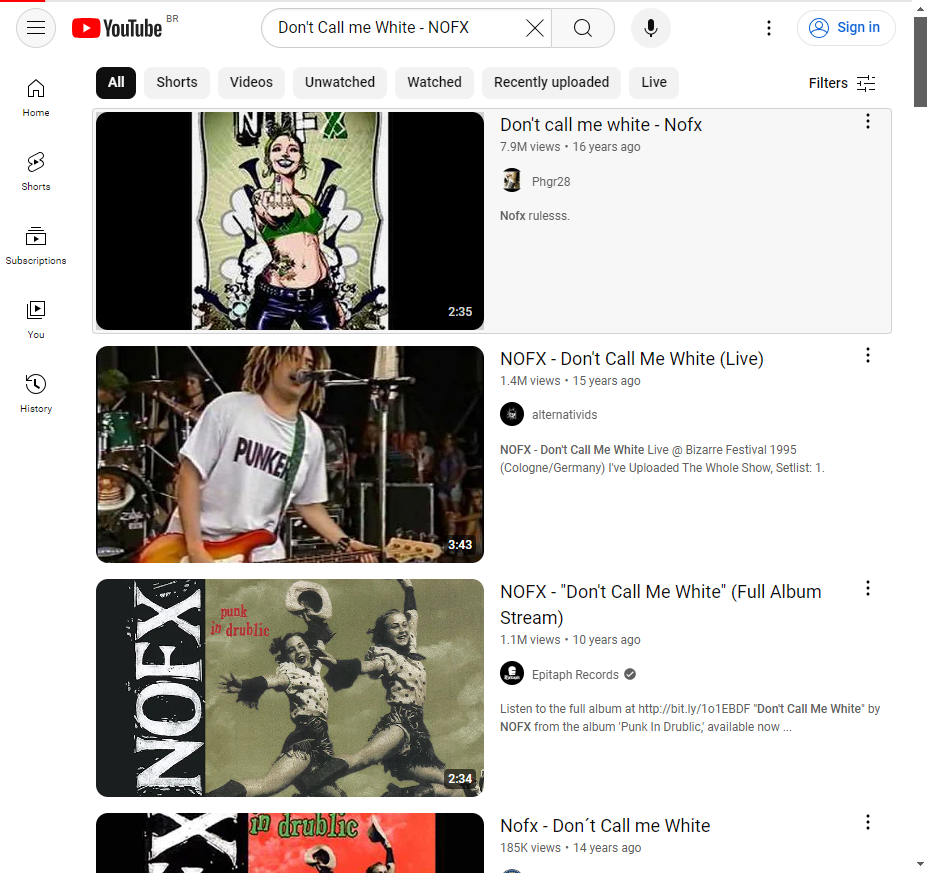 YouTube BR
Don't Call me White - NOFX
Sign in
All
Shorts
Videos
Unwatched
Watched
Recently uploaded
Live
Filters
Home
Shorts
Subscriptions
You
History
NOFX
2:35
Don't call me white - Nofx
7.9M views • 16 years ago
Phgr28
Nofx rulesss.
PUNKER
3:43
NOFX - Don't Call Me White (Live)
1.4M views • 15 years ago
alternativids
NOFX - Don't Call Me White Live @ Bizarre Festival 1995
(Cologne/Germany) I've Uploaded The Whole Show, Setlist: 1.
NOFX
punk
in drublic
2:34
NOFX - "Don't Call Me White" (Full Album
Stream)
1.1M views • 10 years ago
Epitaph Records
Listen to the full album at http://bit.ly/1o1EBDF "Don't Call Me White" by
NOFX from the album 'Punk In Drublic,' available now ...
in drublic
Nofx - Don´t Call me White
185K views • 14 years ago